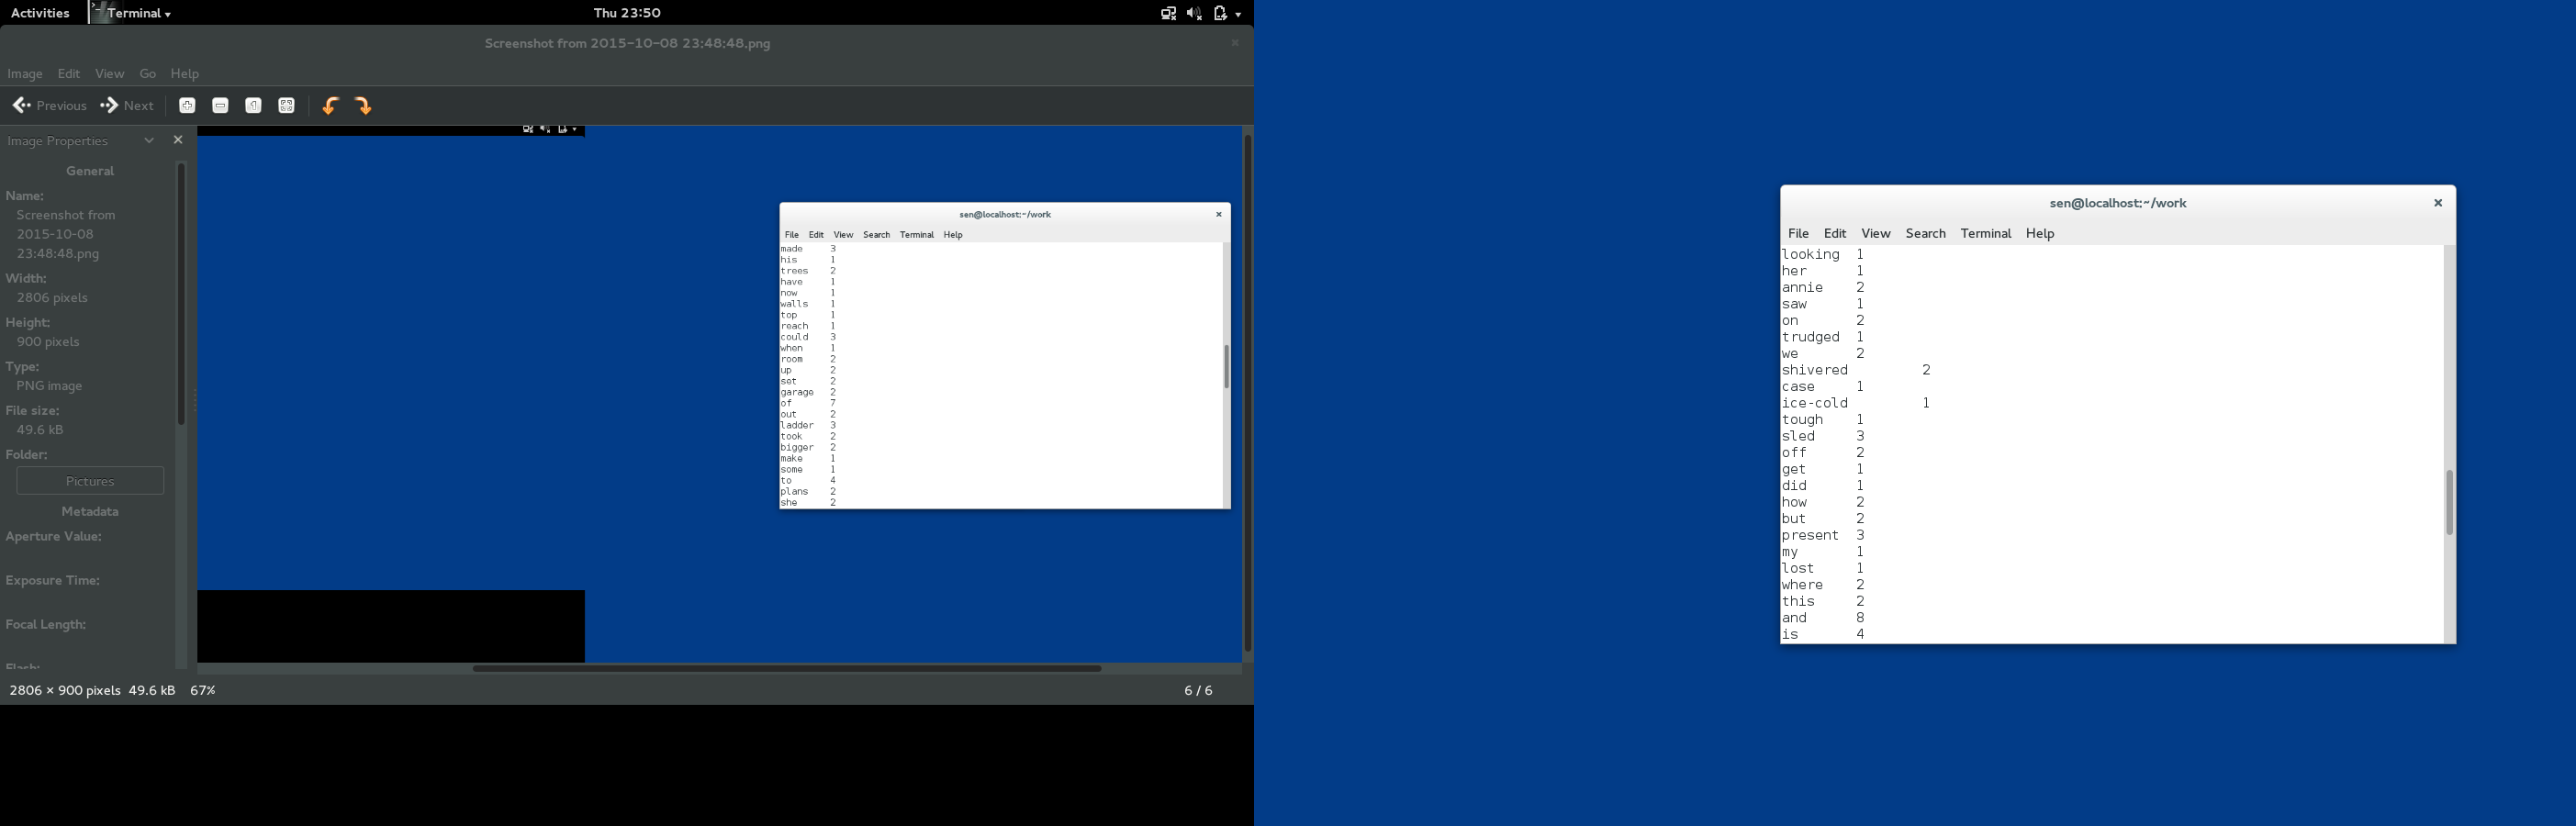 Activities Terminal Thu 23:50
Screenshot from 2015-10-08 23:48:48.png
Image Edit View Go Help
Previous Next
Image Properties
General
Name:
Screenshot from
2015-10-08
23:48:48.png
Width:
2806 pixels
Height:
900 pixels
Type:
PNG image
File size:
49.6 kB
Folder:
Pictures
Metadata
Aperture Value:
Exposure Time:
Focal Length:
Flash:
2806 × 900 pixels 49.6 kB 67% 6 / 6
sen@localhost:~/work
File Edit View Search Terminal Help
made 3
his 1
trees 2
have 1
now 1
walls 1
top 1
reach 1
could 3
when 1
room 2
up 2
set 2
garage 2
of 7
out 2
ladder 3
took 2
bigger 2
make 1
some 1
to 4
plans 2
she 2
sen@localhost:~/work
File Edit View Search Terminal Help
looking 1
her 1
annie 2
saw 1
on 2
trudged 1
we 2
shivered 2
case 1
ice-cold 1
tough 1
sled 3
off 2
get 1
did 1
how 2
but 2
present 3
my 1
lost 1
where 2
this 2
and 8
is 4